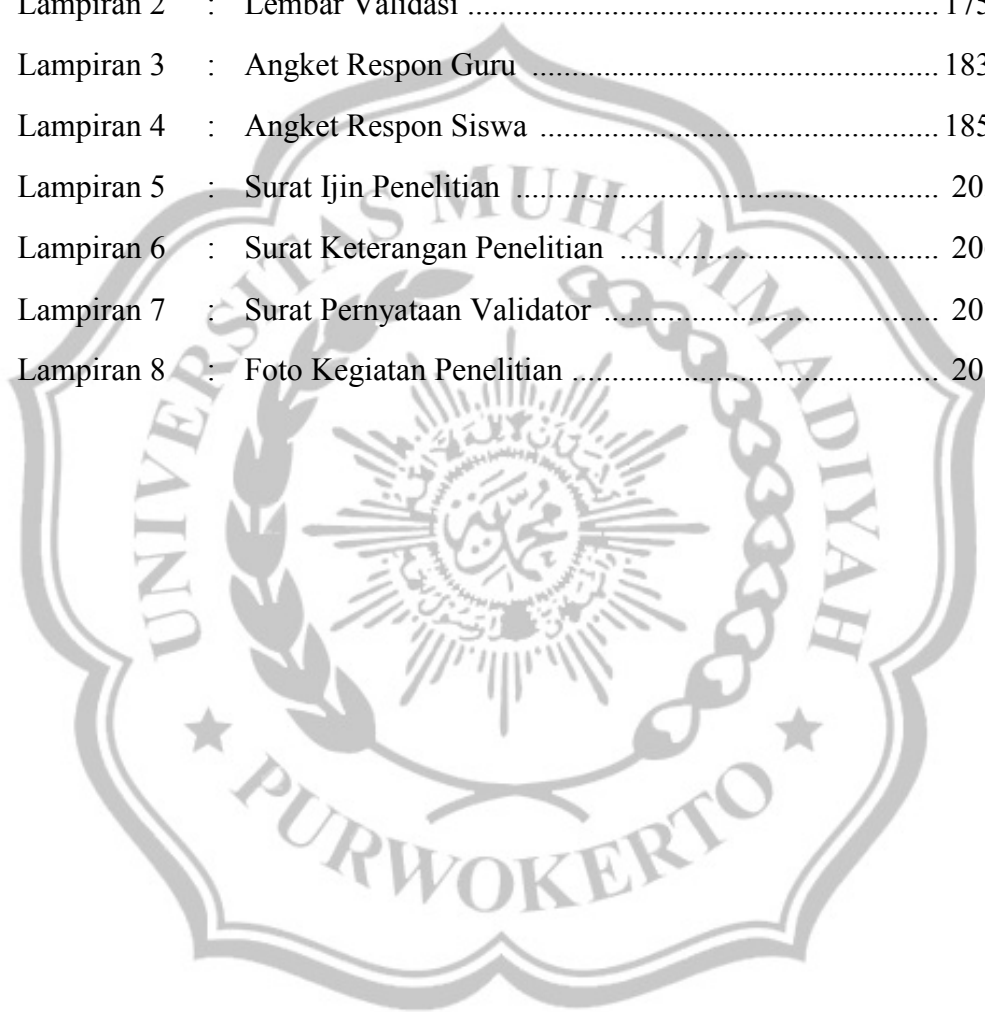 Lampiran 2 : Lembar Validasi ........................................................... 175
Lampiran 3 : Angket Respon Guru .................................................. 183
Lampiran 4 : Angket Respon Siswa ................................................. 185
Lampiran 5 : Surat Ijin Penelitian .................................................... 20
Lampiran 6 : Surat Keterangan Penelitian ....................................... 20
Lampiran 7 : Surat Pernyataan Validator ......................................... 20
Lampiran 8 : Foto Kegiatan Penelitian ............................................. 20
UNIVERSITAS MUHAMMADIYAH
PURWOKERTO